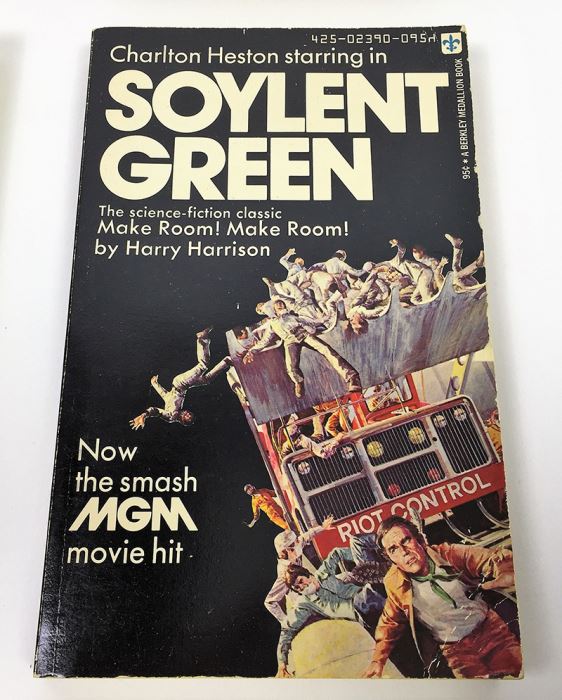 425-02390-095
Charlton Heston starring in
SOYLENT
GREEN
The science-fiction classic
Make Room! Make Room!
by Harry Harrison
95¢ * A BERKLEY MEDALLION BOOK
Now
the smash
MGM
movie hit
RIOT CONTROL